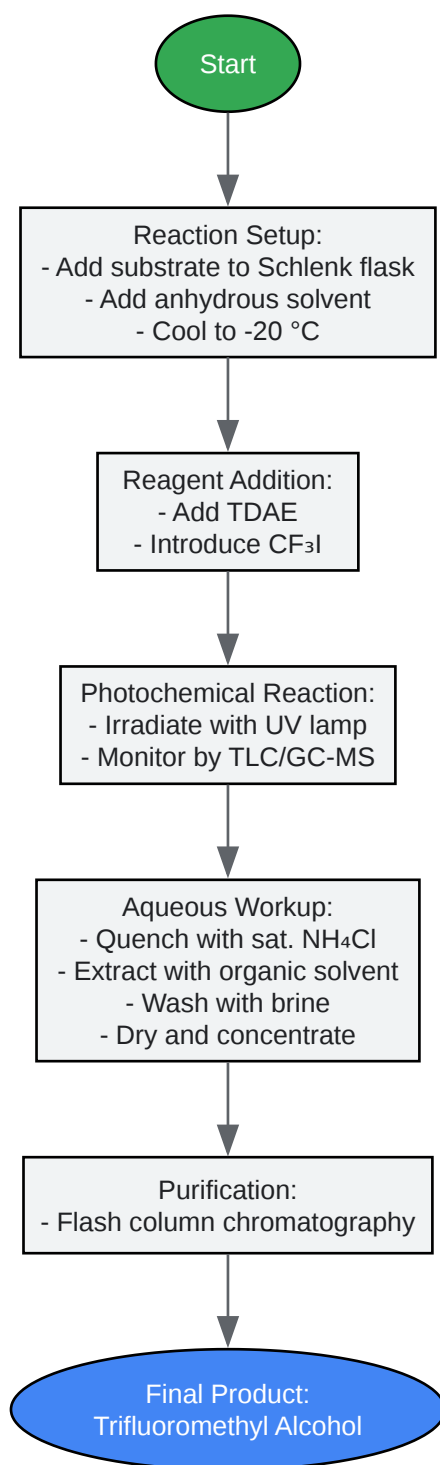 Start
Reaction Setup:
- Add substrate to Schlenk flask
- Add anhydrous solvent
- Cool to -20 °C
Reagent Addition:
- Add TDAE
- Introduce CF₃I
Photochemical Reaction:
- Irradiate with UV lamp
- Monitor by TLC/GC-MS
Aqueous Workup:
- Quench with sat. NH₄Cl
- Extract with organic solvent
- Wash with brine
- Dry and concentrate
Purification:
- Flash column chromatography
Final Product:
Trifluoromethyl Alcohol